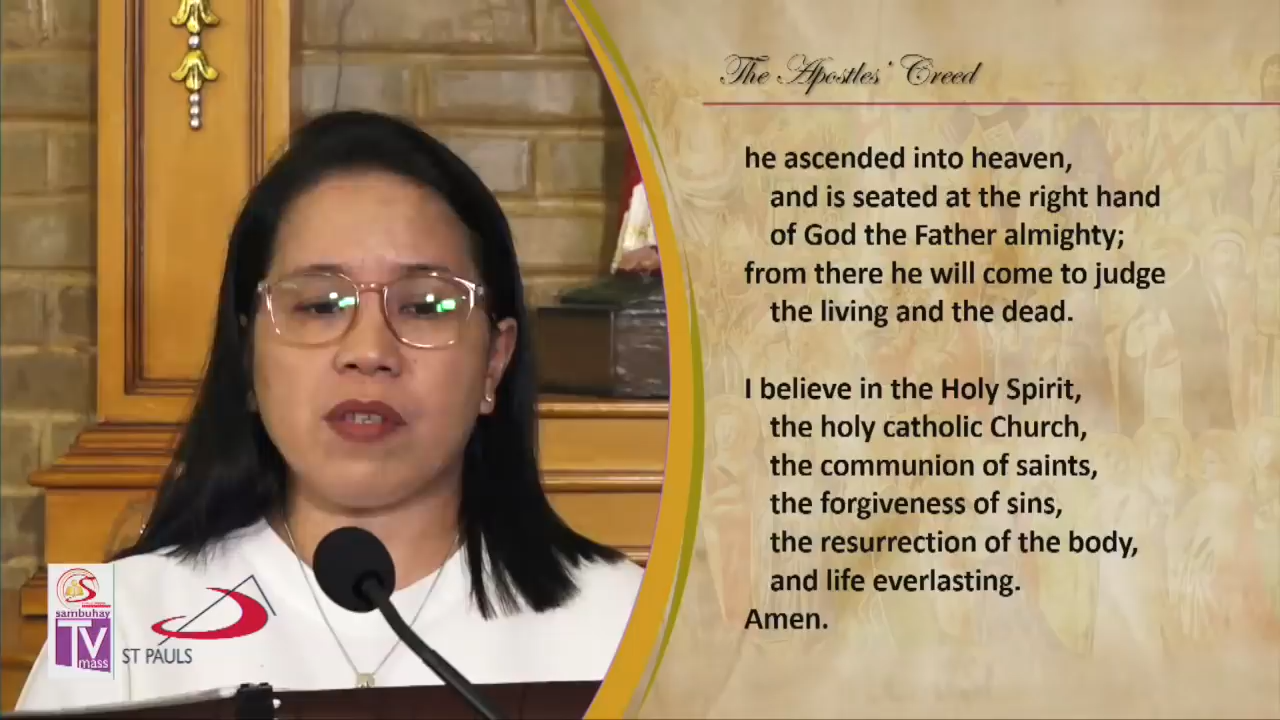 The Apostles' Creed
he ascended into heaven,
and is seated at the right hand
of God the Father almighty;
from there he will come to judge
the living and the dead.
I believe in the Holy Spirit,
the holy catholic Church,
the communion of saints,
the forgiveness of sins,
the resurrection of the body,
and life everlasting.
Amen.
sambuhay
TV
mass
ST PAULS